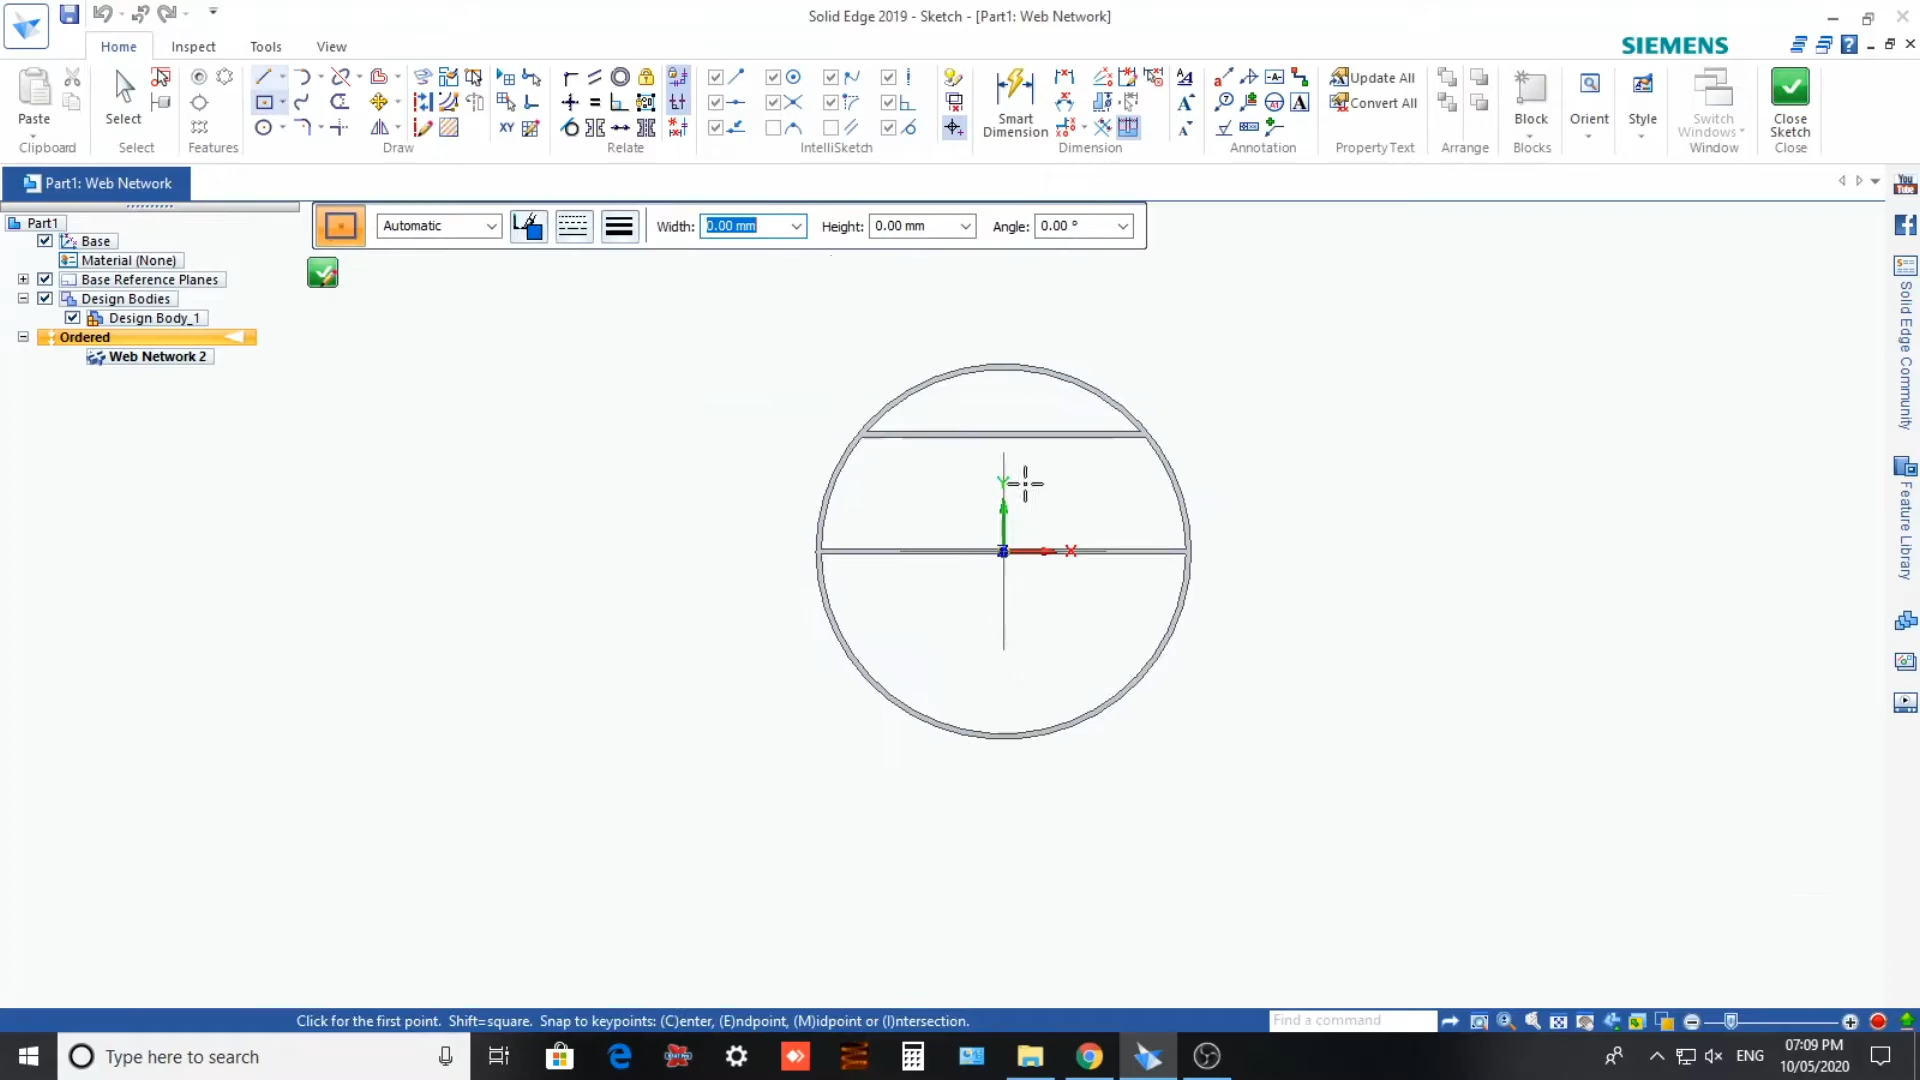 Solid Edge 2019 - Sketch - [Part1: Web Network]
Home Inspect Tools View
SIEMENS
Paste
Clipboard
Select
Select
Features
Draw
XY
Relate
IntelliSketch
Smart
Dimension
Dimension
A
A
A
A
Annotation
Update All
Convert All
Property Text
Arrange
Block
Blocks
Orient
Style
Switch
Windows
Window
Close
Sketch
Close
Part1: Web Network
Part1
Base
Material (None)
Base Reference Planes
Design Bodies
Design Body_1
Ordered
Web Network 2
Automatic
Width: 0.00 mm
Height: 0.00 mm
Angle: 0.00 °
Y
X
You
Solid Edge Community
Feature Library
Click for the first point. Shift=square. Snap to keypoints: (C)enter, (E)ndpoint, (M)idpoint or (I)ntersection.
Find a command
Type here to search
ENG
07:09 PM
10/05/2020